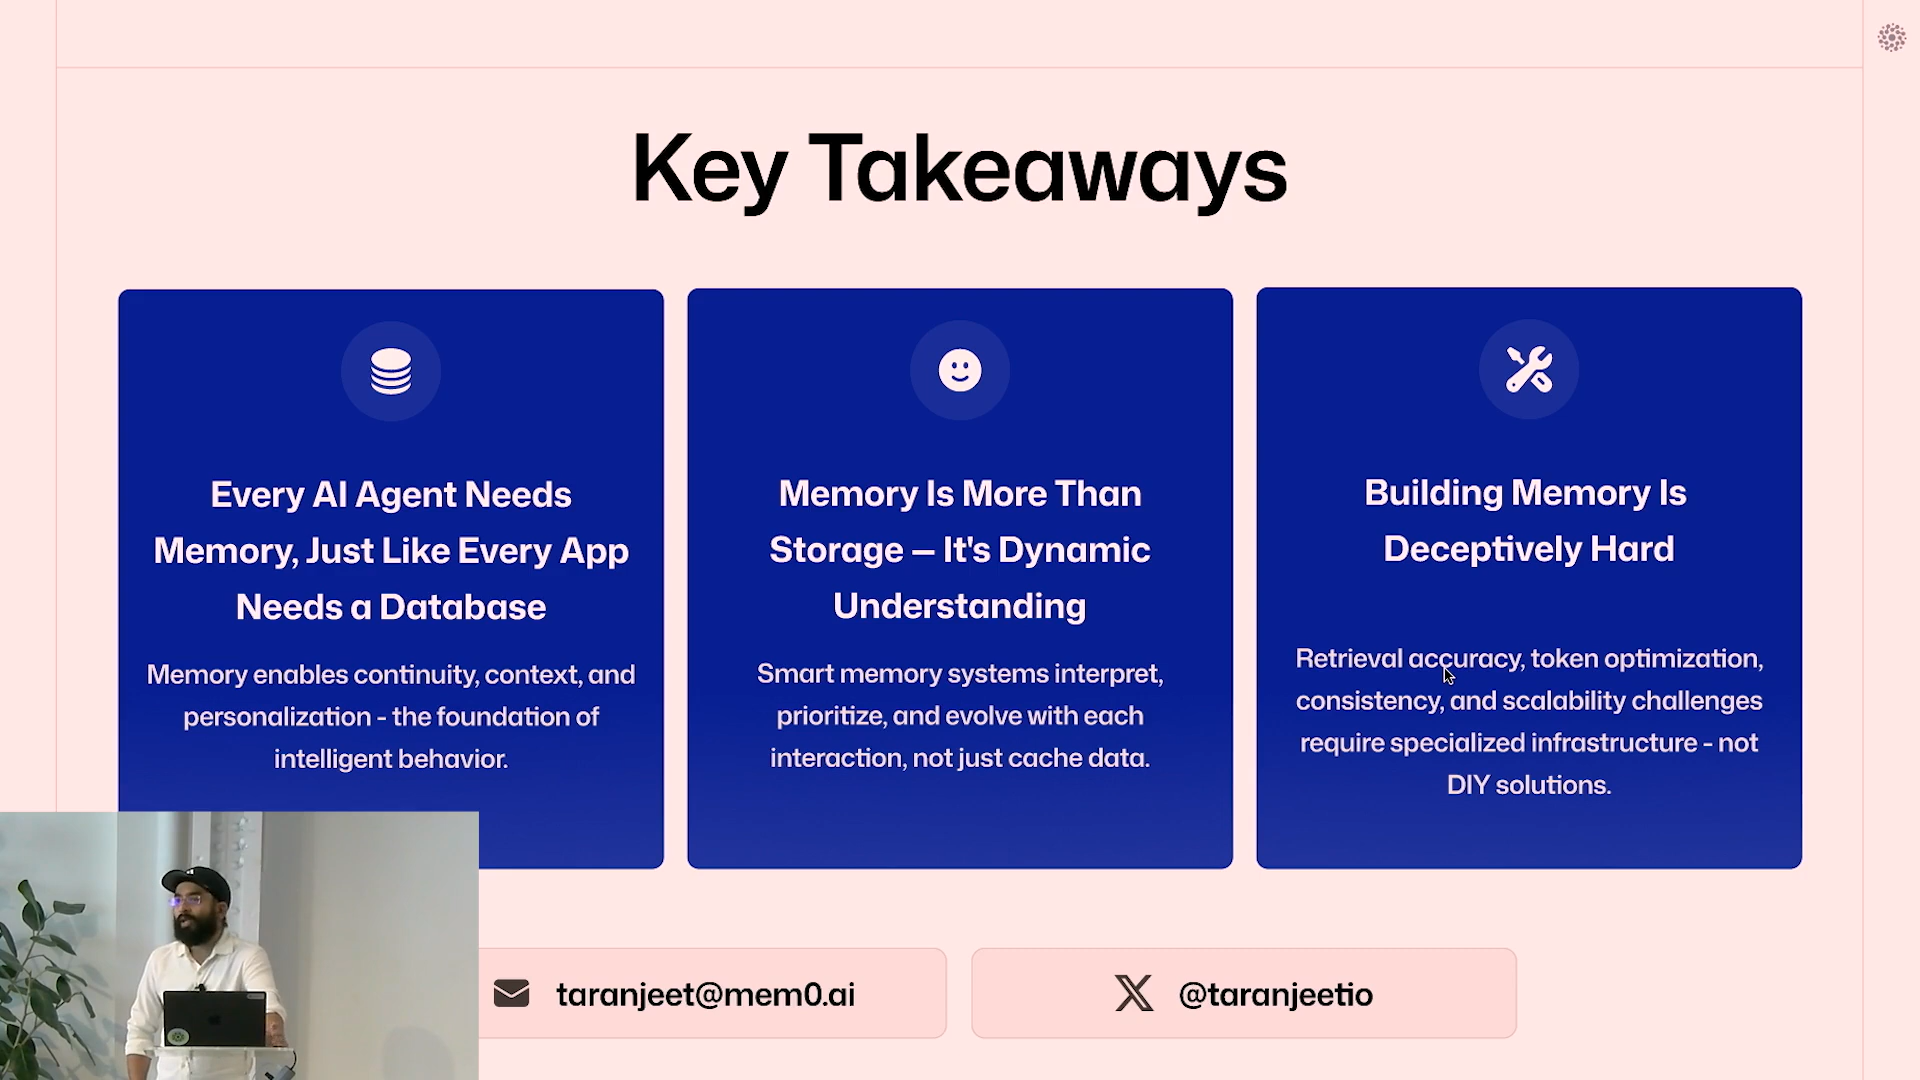 Key Takeaways
Every AI Agent Needs
Memory, Just Like Every App
Needs a Database
Memory enables continuity, context, and
personalization - the foundation of
intelligent behavior.
Memory Is More Than
Storage — It's Dynamic
Understanding
Smart memory systems interpret,
prioritize, and evolve with each
interaction, not just cache data.
Building Memory Is
Deceptively Hard
Retrieval accuracy, token optimization,
consistency, and scalability challenges
require specialized infrastructure - not
DIY solutions.
taranjeet@mem0.ai
@taranjeetio